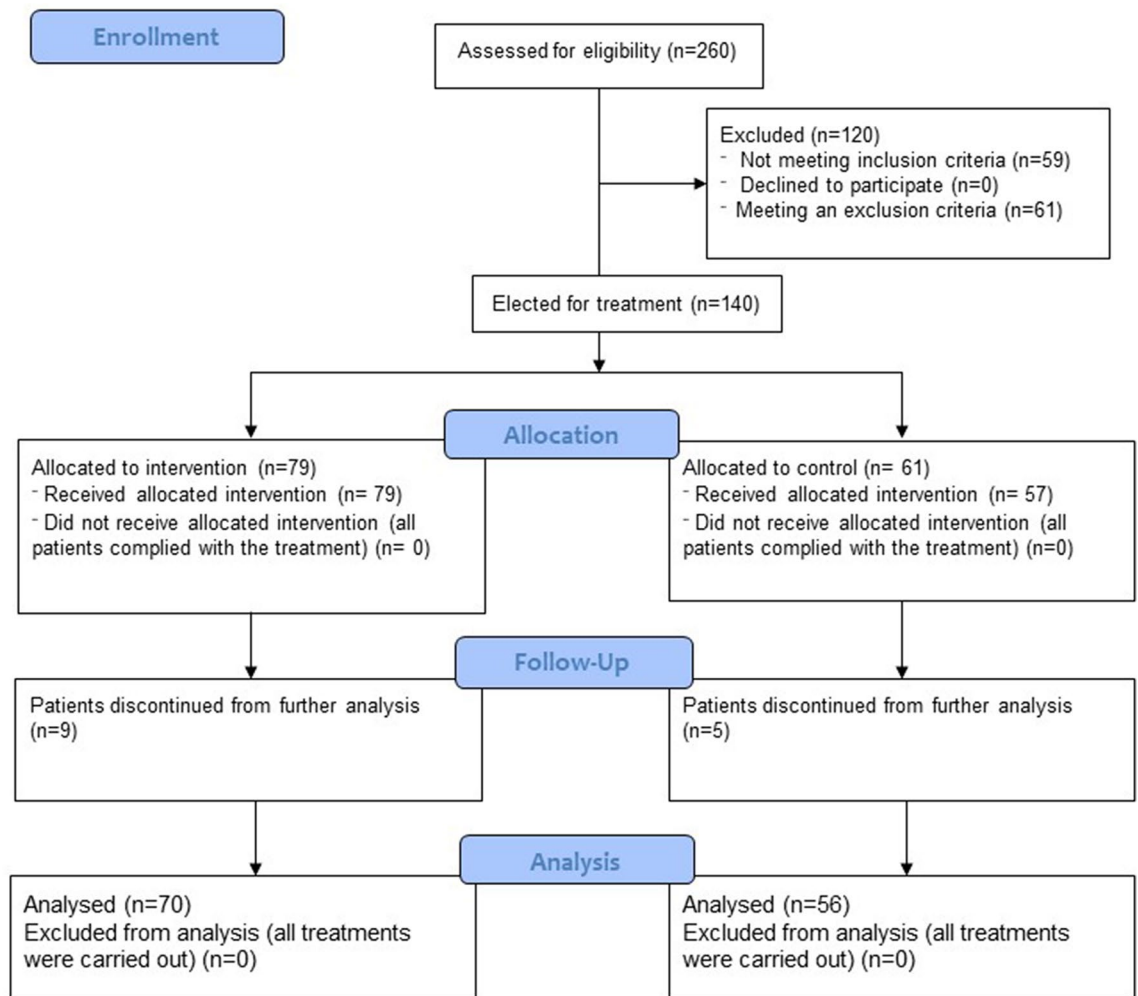 Enrollment
Assessed for eligibility (n=260)
Excluded (n=120)
- Not meeting inclusion criteria (n=59)
- Declined to participate (n=0)
- Meeting an exclusion criteria (n=61)
Elected for treatment (n=140)
Allocation
Allocated to intervention (n=79)
- Received allocated intervention (n= 79)
- Did not receive allocated intervention (all
patients complied with the treatment) (n= 0)
Allocated to control (n= 61)
- Received allocated intervention (n= 57)
- Did not receive allocated intervention (all
patients complied with the treatment) (n=0)
Follow-Up
Patients discontinued from further analysis
(n=9)
Patients discontinued from further analysis
(n=5)
Analysis
Analysed (n=70)
Excluded from analysis (all treatments
were carried out) (n=0)
Analysed (n=56)
Excluded from analysis (all treatments
were carried out) (n=0)